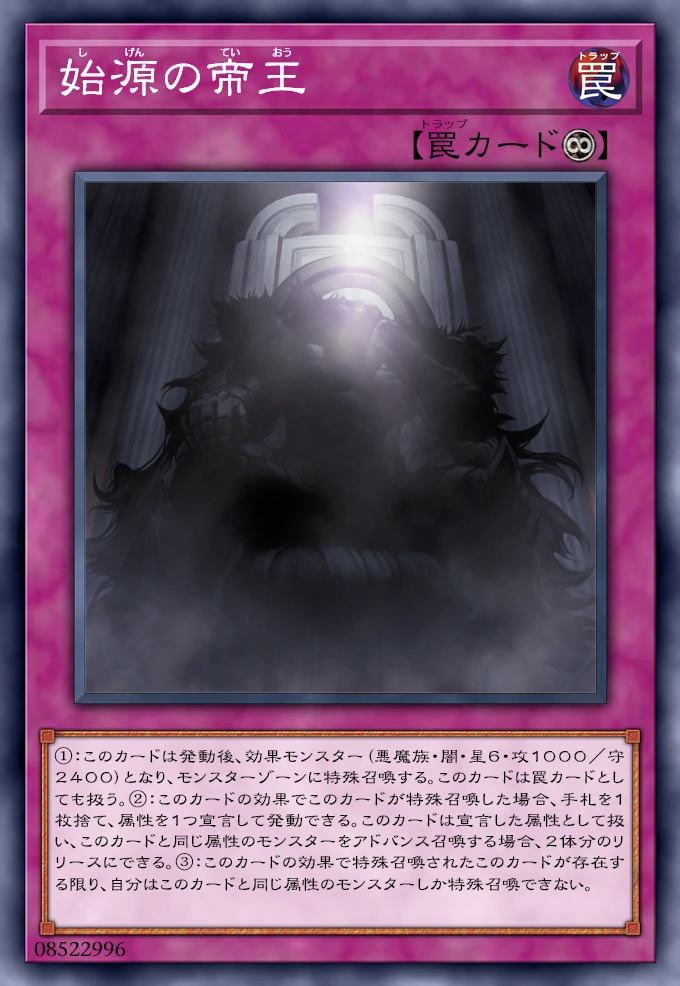 し げん てい おう
始源の帝王
トラップ
罠
トラップ
【罠カード♾】
①:このカードは発動後、効果モンスター(悪魔族・闇・星6・攻1000/守
2400)となり、モンスターゾーンに特殊召喚する。このカードは罠カードとし
ても扱う。②:このカードの効果でこのカードが特殊召喚した場合、手札を1
枚捨て、属性を1つ宣言して発動できる。このカードは宣言した属性として扱
い、このカードと同じ属性のモンスターをアドバンス召喚する場合、2体分のリ
リースにできる。③:このカードの効果で特殊召喚されたこのカードが存在す
る限り、自分はこのカードと同じ属性のモンスターしか特殊召喚できない。
08522996